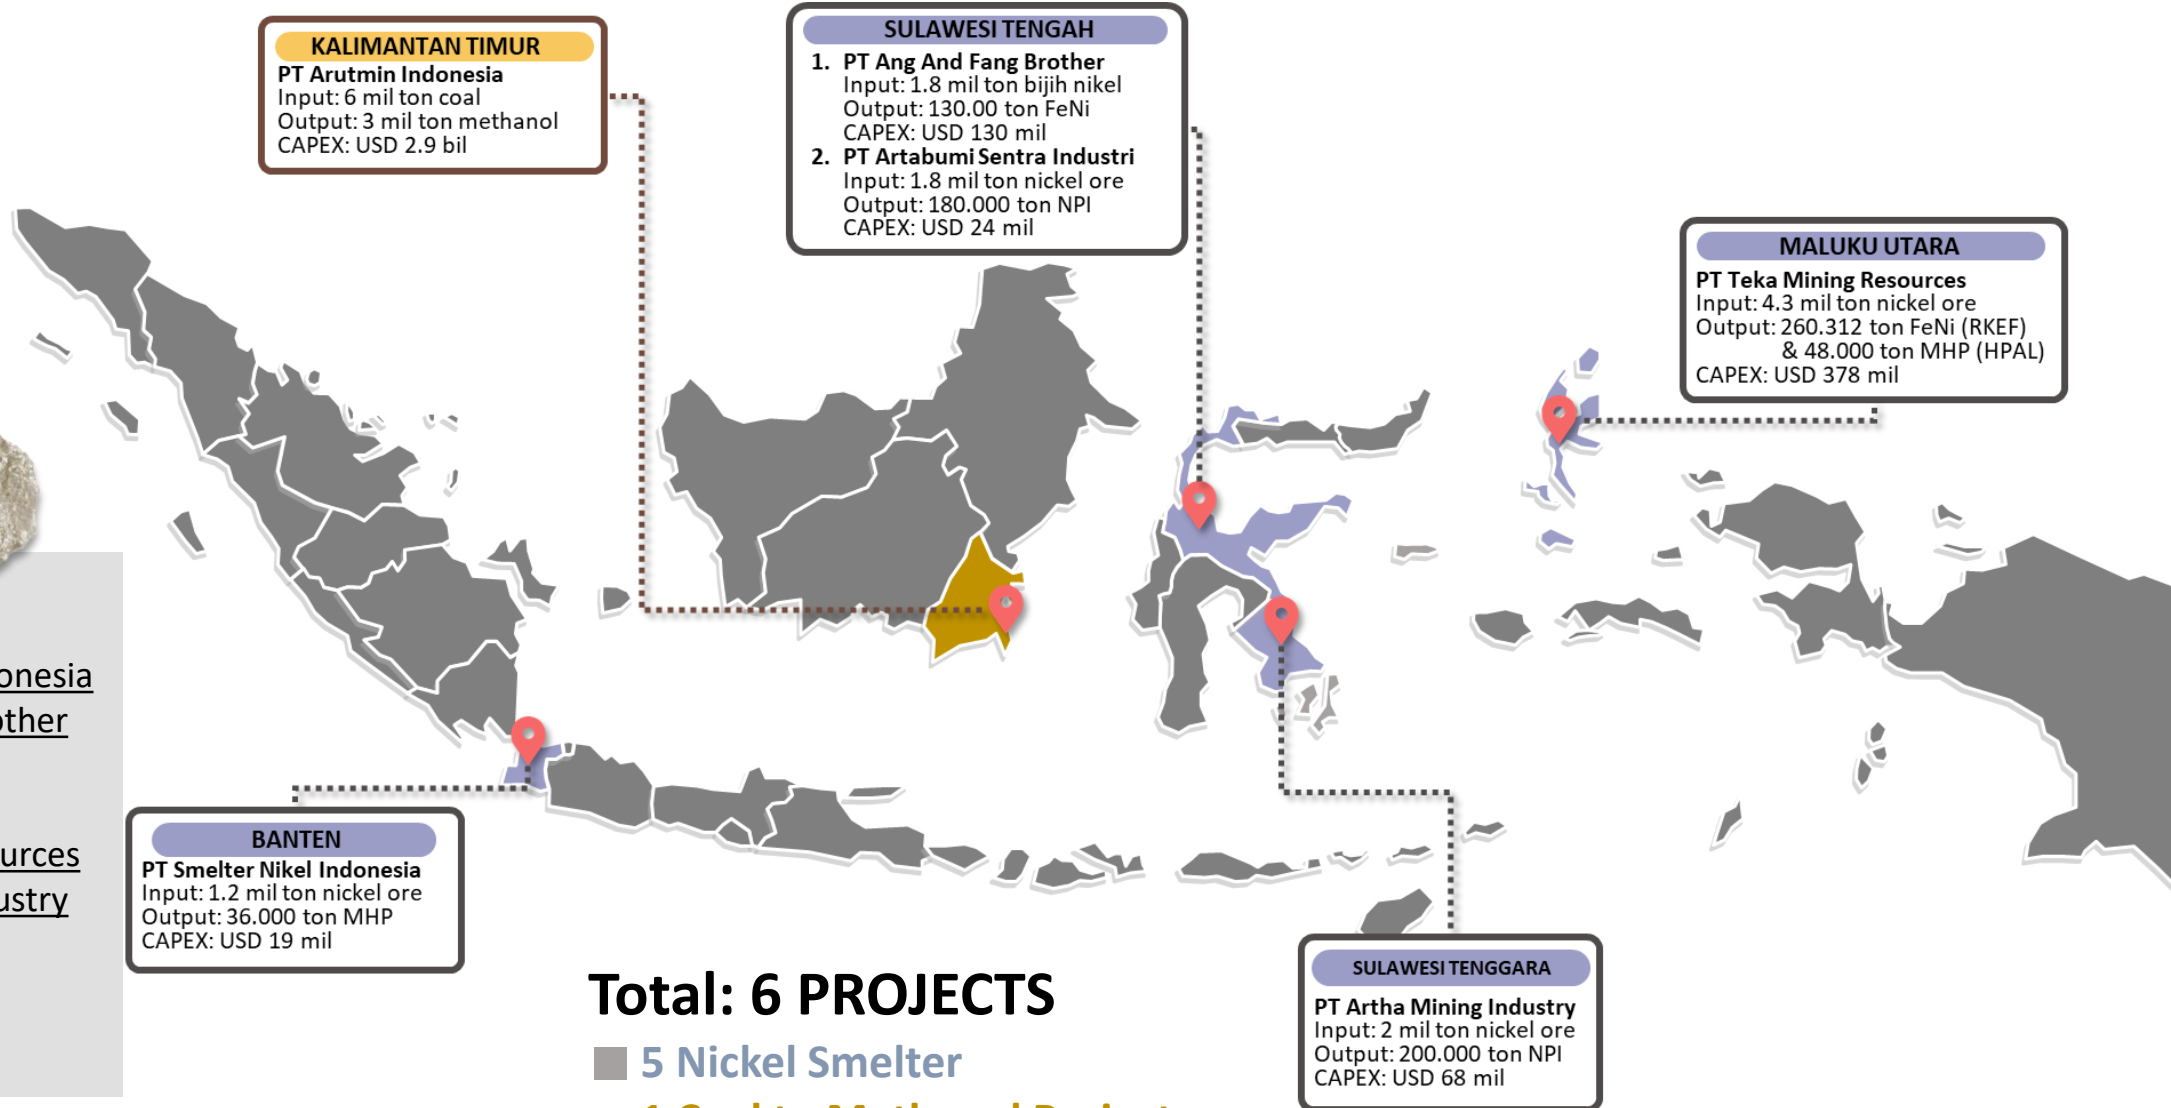 KALIMANTAN TIMUR
PT Arutmin Indonesia
Input: 6 mil ton coal
Output: 3 mil ton methanol
CAPEX: USD 2.9 bil
SULAWESI TENGAH
1. PT Ang And Fang Brother
Input: 1.8 mil ton bijih nikel
Output: 130.00 ton FeNi
CAPEX: USD 130 mil
2. PT Artabumi Sentra Industri
Input: 1.8 mil ton nickel ore
Output: 180.000 ton NPI
CAPEX: USD 24 mil
MALUKU UTARA
PT Teka Mining Resources
Input: 4.3 mil ton nickel ore
Output: 260.312 ton FeNi (RKEF)
& 48.000 ton MHP (HPAL)
CAPEX: USD 378 mil
onesia
other
urces
ustry
BANTEN
PT Smelter Nikel Indonesia
Input: 1.2 mil ton nickel ore
Output: 36.000 ton MHP
CAPEX: USD 19 mil
SULAWESI TENGGARA
PT Artha Mining Industry
Input: 2 mil ton nickel ore
Output: 200.000 ton NPI
CAPEX: USD 68 mil
Total: 6 PROJECTS
5 Nickel Smelter
1 Coal to Methanol Project